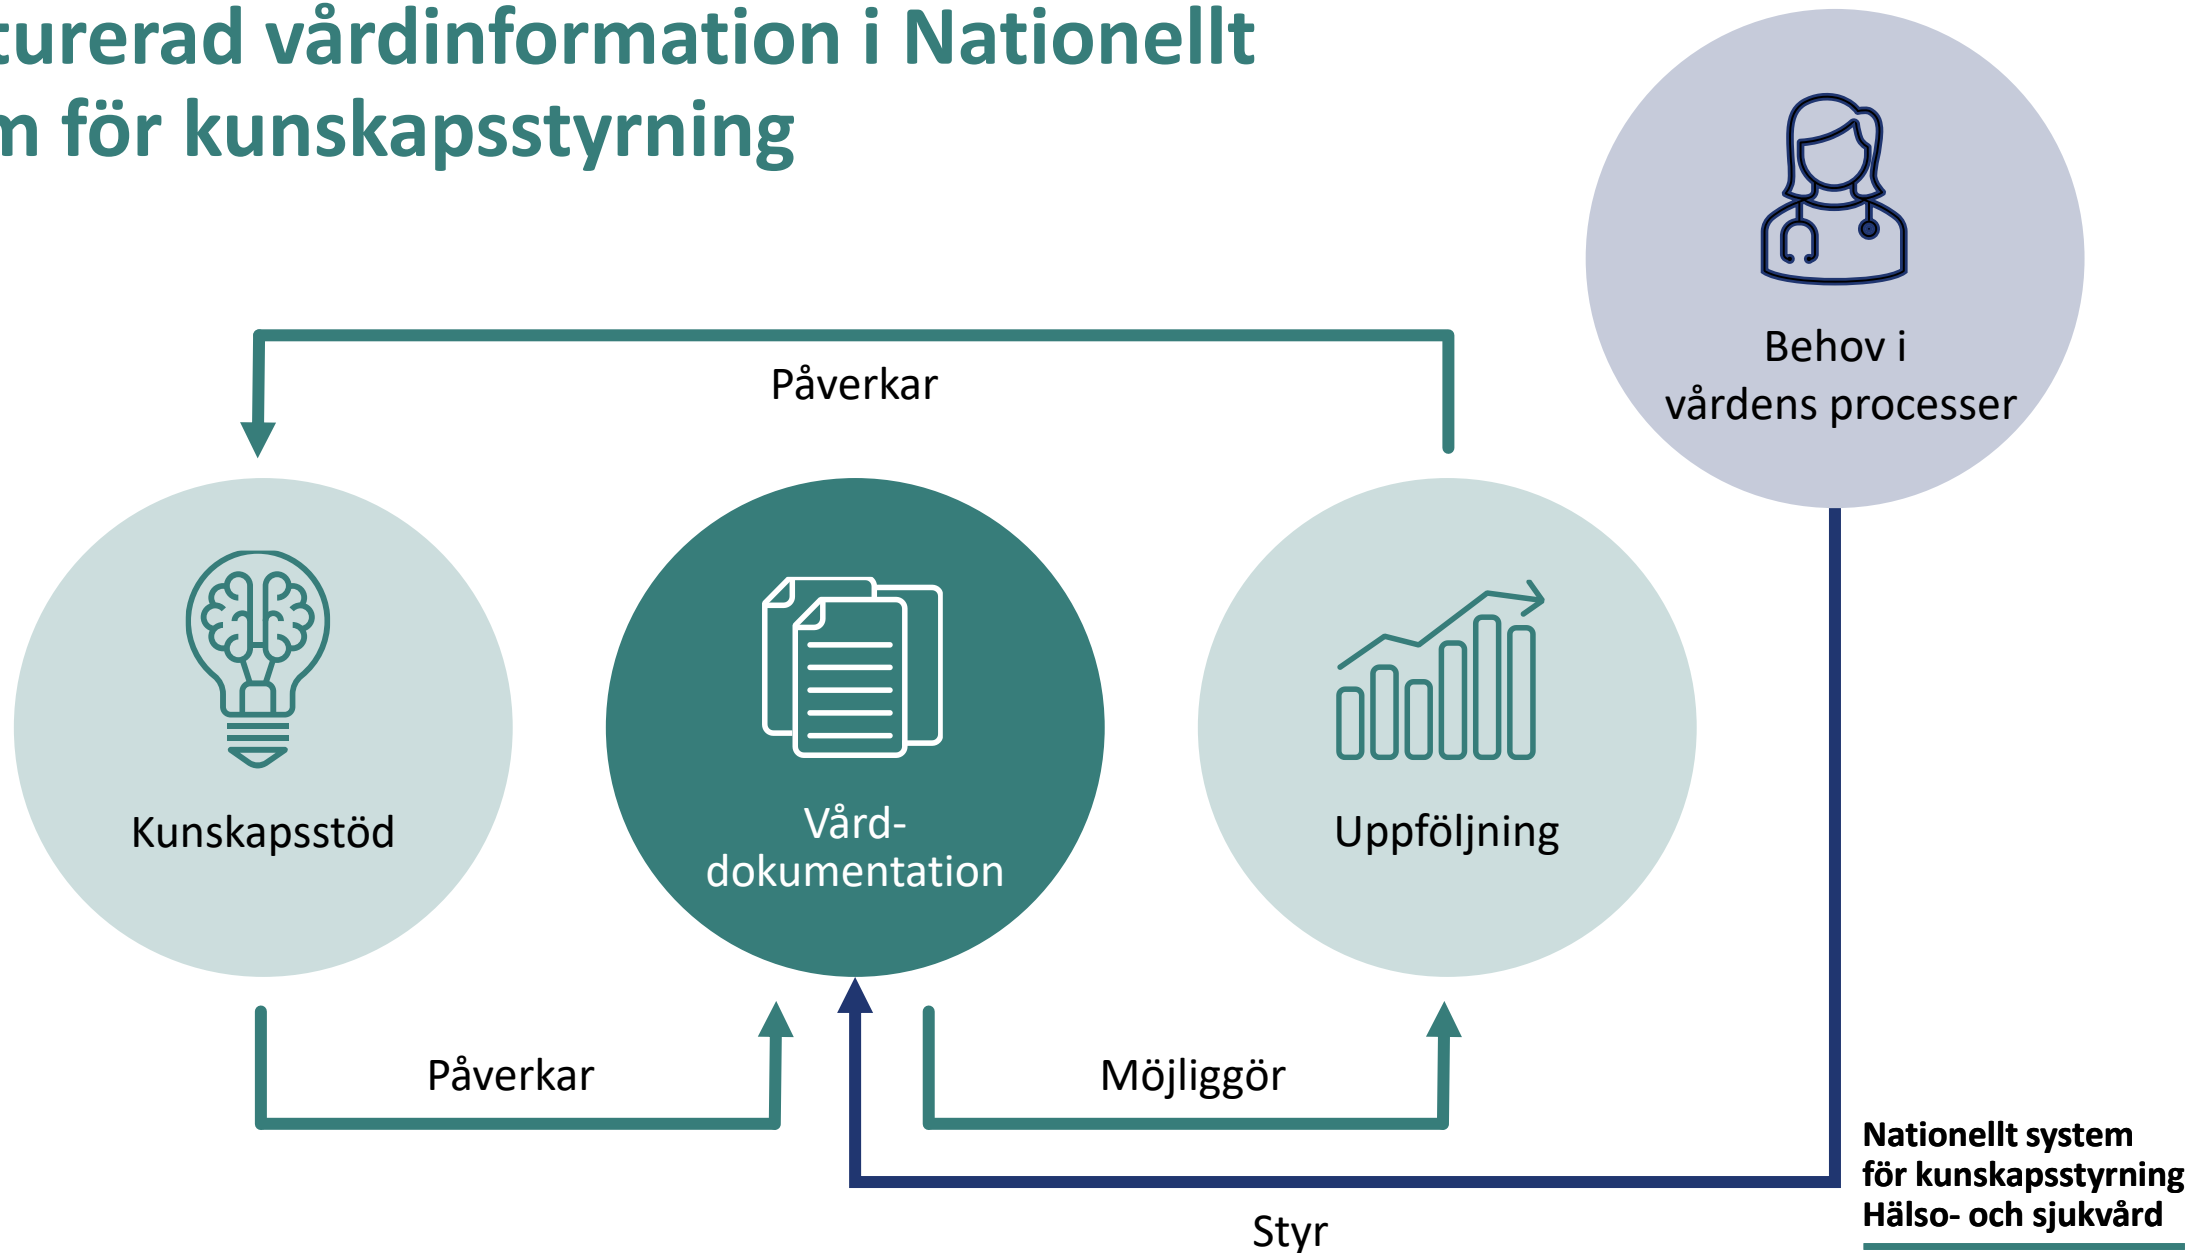 turerad vårdinformation i Nationellt
m för kunskapsstyrning
Behov i
vårdens processer
Påverkar
Kunskapsstöd
Vård-
dokumentation
Uppföljning
Påverkar
Möjliggör
Styr
Nationellt system
för kunskapsstyrning
Hälso- och sjukvård